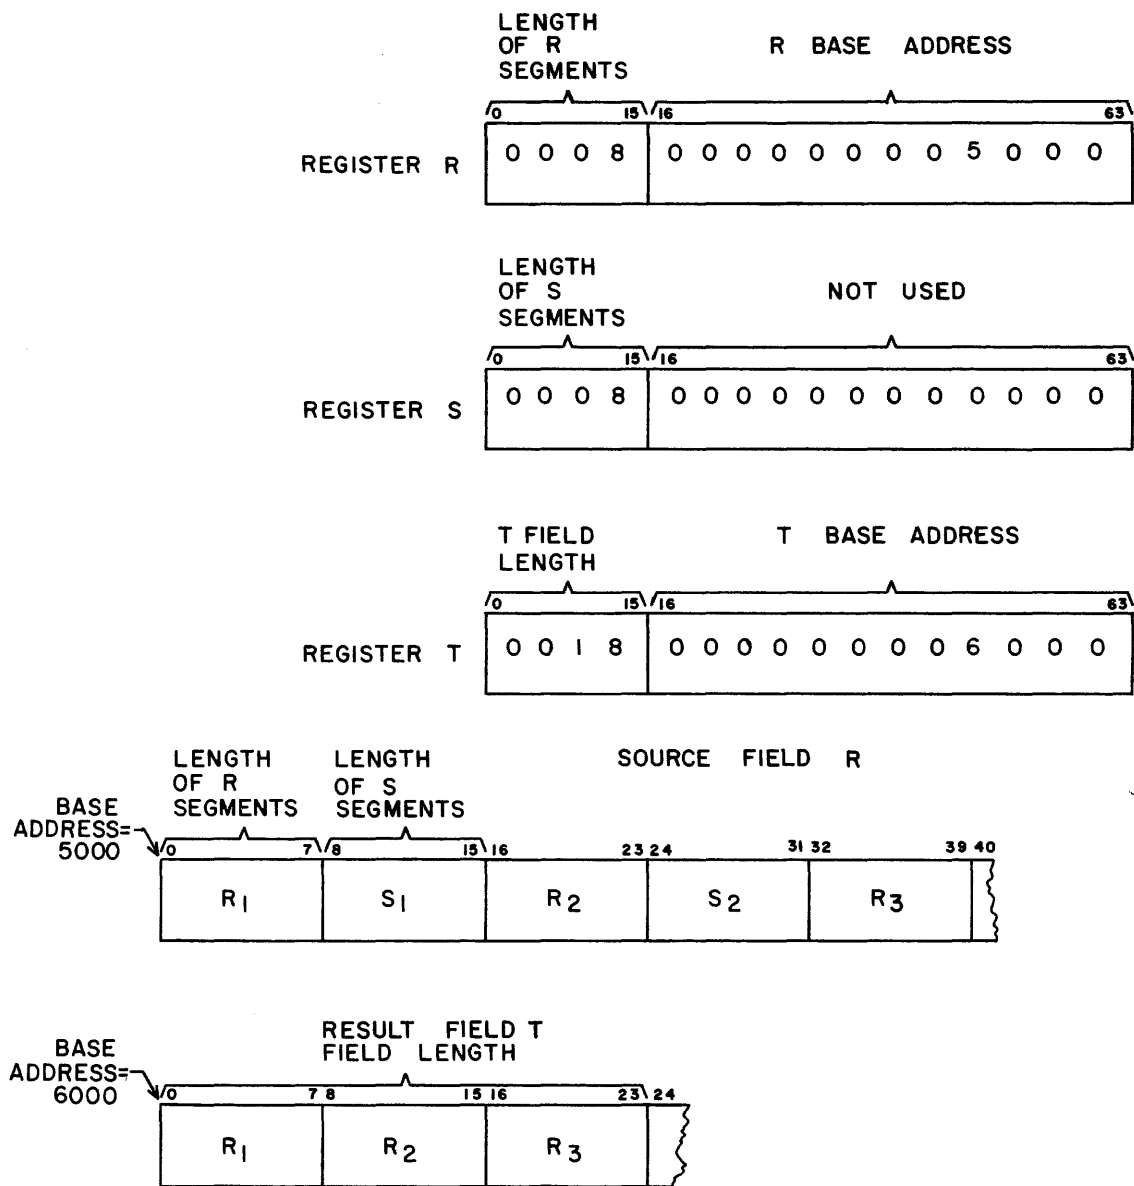 LENGTH
OF R
SEGMENTS
R BASE ADDRESS
0 15 16 63
REGISTER R
0 0 0 8 0 0 0 0 0 0 0 0 5 0 0 0
LENGTH
OF S
SEGMENTS
NOT USED
0 15 16 63
REGISTER S
0 0 0 8 0 0 0 0 0 0 0 0 0 0 0 0 0
T FIELD
LENGTH
T BASE ADDRESS
0 15 16 63
REGISTER T
0 0 1 8 0 0 0 0 0 0 0 0 6 0 0 0
LENGTH
OF R
SEGMENTS
LENGTH
OF S
SEGMENTS
SOURCE FIELD R
BASE
ADDRESS=
5000
0 7 8 15 16 23 24 31 32 39 40
R1 S1 R2 S2 R3
RESULT FIELD T
FIELD LENGTH
BASE
ADDRESS=
6000
0 7 8 15 16 23 24
R1 R2 R3